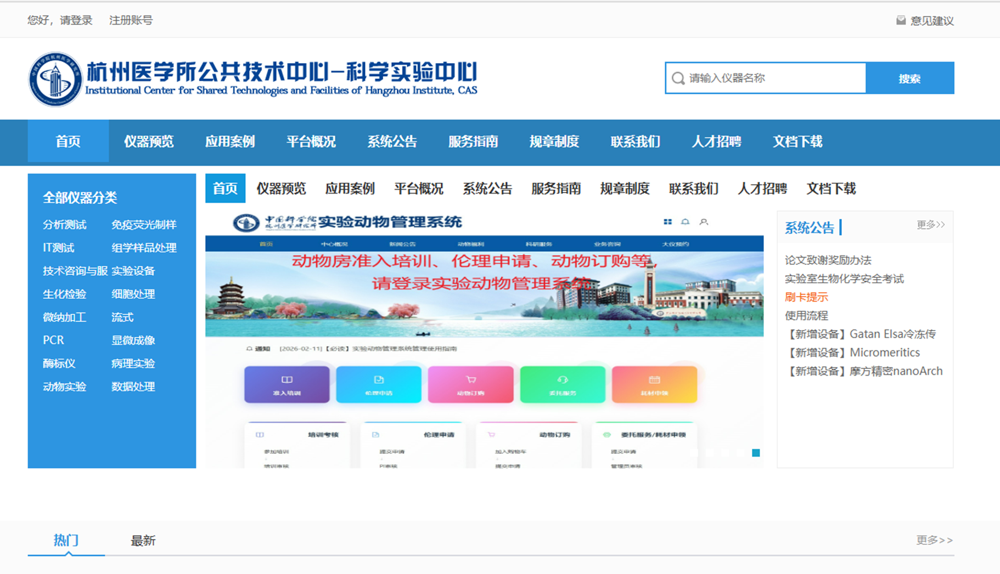 您好，请登录 注册账号 意见建议
杭州医学所公共技术中心-科学实验中心
Institutional Center for Shared Technologies and Facilities of Hangzhou Institute, CAS
请输入仪器名称 搜索
首页 仪器预览 应用案例 平台概况 系统公告 服务指南 规章制度 联系我们 人才招聘 文档下载
全部仪器分类
分析测试 免疫荧光制样
IT测试 组学样品处理
技术咨询与服 实验设备
生化检验 细胞处理
微纳加工 流式
PCR 显微成像
酶标仪 病理实验
动物实验 数据处理
首页 仪器预览 应用案例 平台概况 系统公告 服务指南 规章制度 联系我们 人才招聘 文档下载
中国科学院
杭州医学研究所
实验动物管理系统
首页 中心概况 新闻公告 动物福利 科研服务 业务咨询 大仪预约
动物房准入培训、伦理申请、动物订购等，
请登录实验动物管理系统
通知 [2026-02-11]【必读】实验动物管理系统管理使用指南
准入培训 伦理申请 动物订购 委托服务 耗材申领
培训考核 伦理申请 动物订购 委托服务/耗材申领
参加培训 提交申请 加入购物车 提交申请
培训审核 PI审核 提交申请 管理员审核
系统公告 更多>>
论文致谢奖励办法
实验室生物化学安全考试
刷卡提示
使用流程
【新增设备】Gatan Elsa冷冻传
【新增设备】Micromeritics
【新增设备】摩方精密nanoArch
热门 最新 更多>>